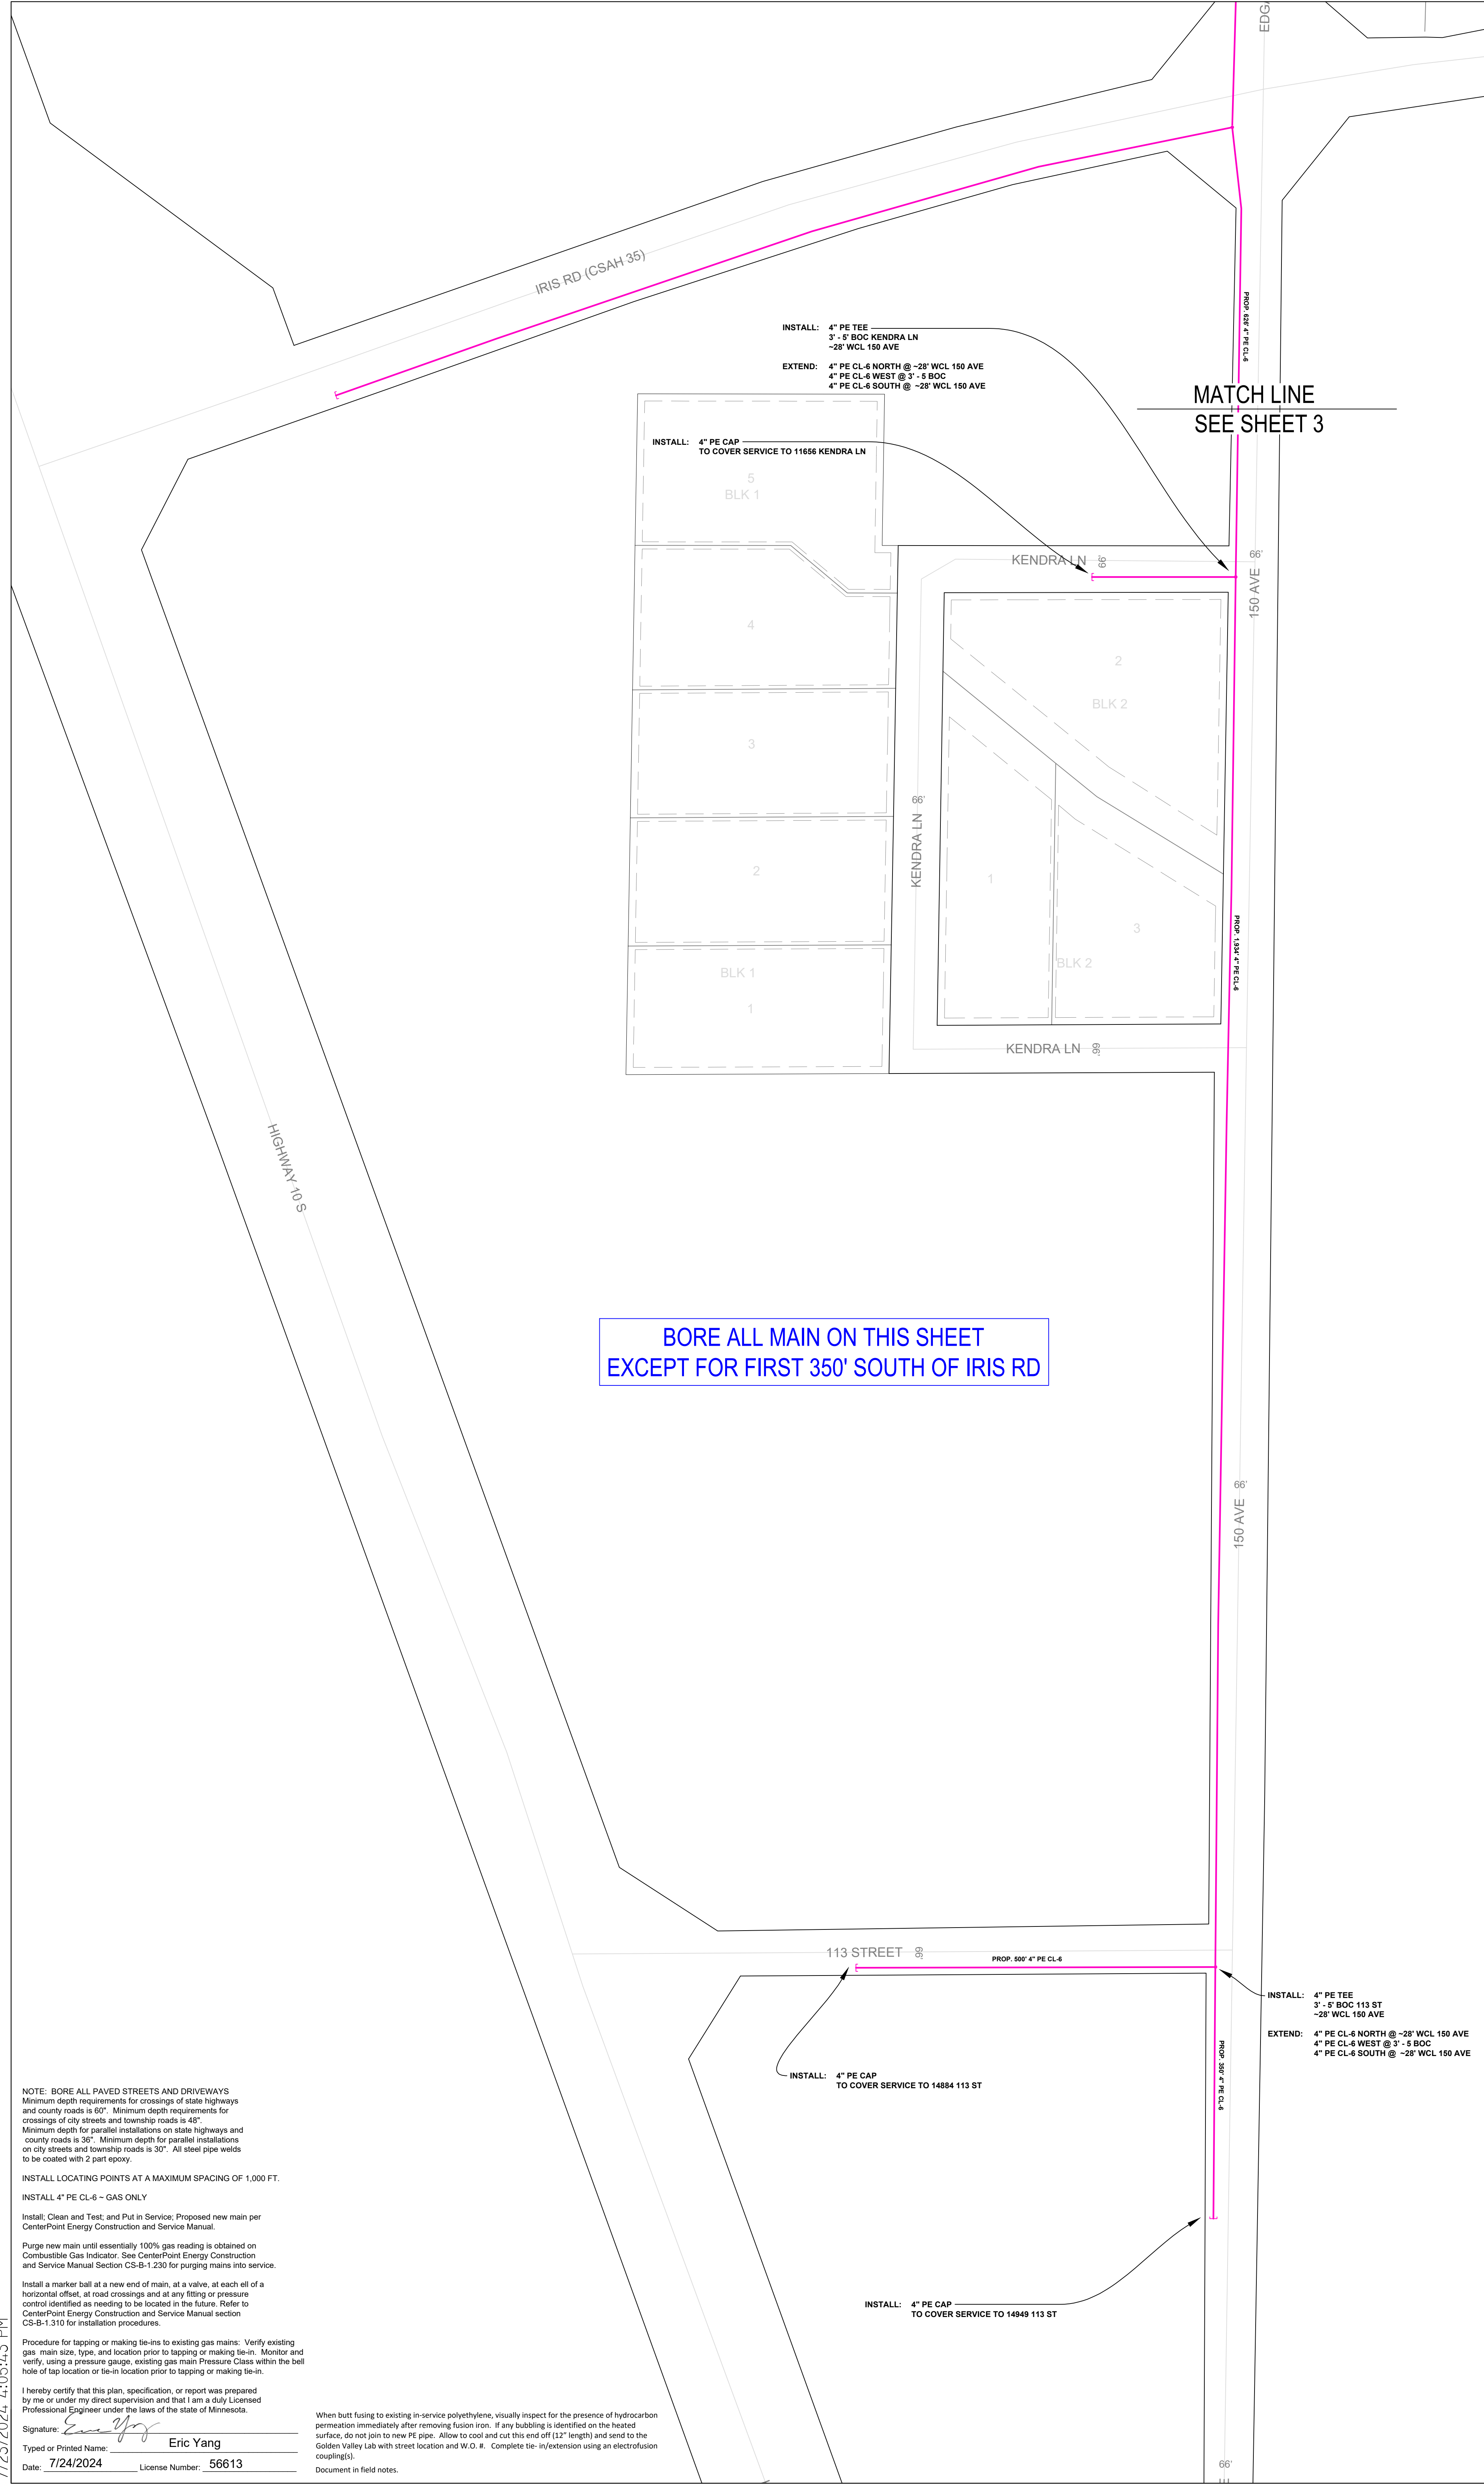 EDGA
IRIS RD (CSAH 35)
PROP. 626' 4" PE CL-6
INSTALL: 4" PE TEE
3' - 5' BOC KENDRA LN
~28' WCL 150 AVE
EXTEND: 4" PE CL-6 NORTH @ ~28' WCL 150 AVE
4" PE CL-6 WEST @ 3' - 5 BOC
4" PE CL-6 SOUTH @ ~28' WCL 150 AVE
MATCH LINE
SEE SHEET 3
INSTALL: 4" PE CAP
TO COVER SERVICE TO 11656 KENDRA LN
5
BLK 1
KENDRA LN 66'
66'
150 AVE
4
2
BLK 2
3
66'
KENDRA LN
2
1
3
PROP. 1,934' 4" PE CL-6
BLK 2
BLK 1
1
KENDRA LN 66'
HIGHWAY 10 S
BORE ALL MAIN ON THIS SHEET
EXCEPT FOR FIRST 350' SOUTH OF IRIS RD
66'
150 AVE
113 STREET 66'
PROP. 500' 4" PE CL-6
INSTALL: 4" PE TEE
3' - 5' BOC 113 ST
~28' WCL 150 AVE
EXTEND: 4" PE CL-6 NORTH @ ~28' WCL 150 AVE
4" PE CL-6 WEST @ 3' - 5 BOC
4" PE CL-6 SOUTH @ ~28' WCL 150 AVE
PROP. 350' 4" PE CL-6
INSTALL: 4" PE CAP
TO COVER SERVICE TO 14884 113 ST
INSTALL: 4" PE CAP
TO COVER SERVICE TO 14949 113 ST
NOTE: BORE ALL PAVED STREETS AND DRIVEWAYS
Minimum depth requirements for crossings of state highways
and county roads is 60". Minimum depth requirements for
crossings of city streets and township roads is 48".
Minimum depth for parallel installations on state highways and
county roads is 36". Minimum depth for parallel installations
on city streets and township roads is 30". All steel pipe welds
to be coated with 2 part epoxy.
INSTALL LOCATING POINTS AT A MAXIMUM SPACING OF 1,000 FT.
INSTALL 4" PE CL-6 ~ GAS ONLY
Install; Clean and Test; and Put in Service; Proposed new main per
CenterPoint Energy Construction and Service Manual.
Purge new main until essentially 100% gas reading is obtained on
Combustible Gas Indicator. See CenterPoint Energy Construction
and Service Manual Section CS-B-1.230 for purging mains into service.
Install a marker ball at a new end of main, at a valve, at each ell of a
horizontal offset, at road crossings and at any fitting or pressure
control identified as needing to be located in the future. Refer to
CenterPoint Energy Construction and Service Manual section
CS-B-1.310 for installation procedures.
Procedure for tapping or making tie-ins to existing gas mains: Verify existing
gas main size, type, and location prior to tapping or making tie-in. Monitor and
verify, using a pressure gauge, existing gas main Pressure Class within the bell
hole of tap location or tie-in location prior to tapping or making tie-in.
I hereby certify that this plan, specification, or report was prepared
by me or under my direct supervision and that I am a duly Licensed
Professional Engineer under the laws of the state of Minnesota.
Signature: Eric Yang
Typed or Printed Name: Eric Yang
Date: 7/24/2024 License Number: 56613
When butt fusing to existing in-service polyethylene, visually inspect for the presence of hydrocarbon
permeation immediately after removing fusion iron. If any bubbling is identified on the heated
surface, do not join to new PE pipe. Allow to cool and cut this end off (12" length) and send to the
Golden Valley Lab with street location and W.O. #. Complete tie- in/extension using an electrofusion
coupling(s).
Document in field notes.
7/23/2024 4:05:43 PM
66'